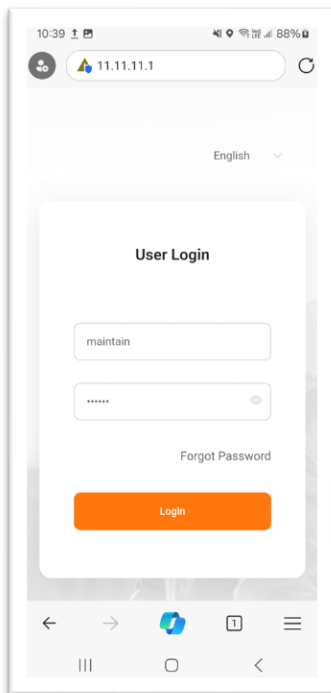 10:39 88%
11.11.11.1
English
User Login
maintain
······
Forgot Password
Login
1